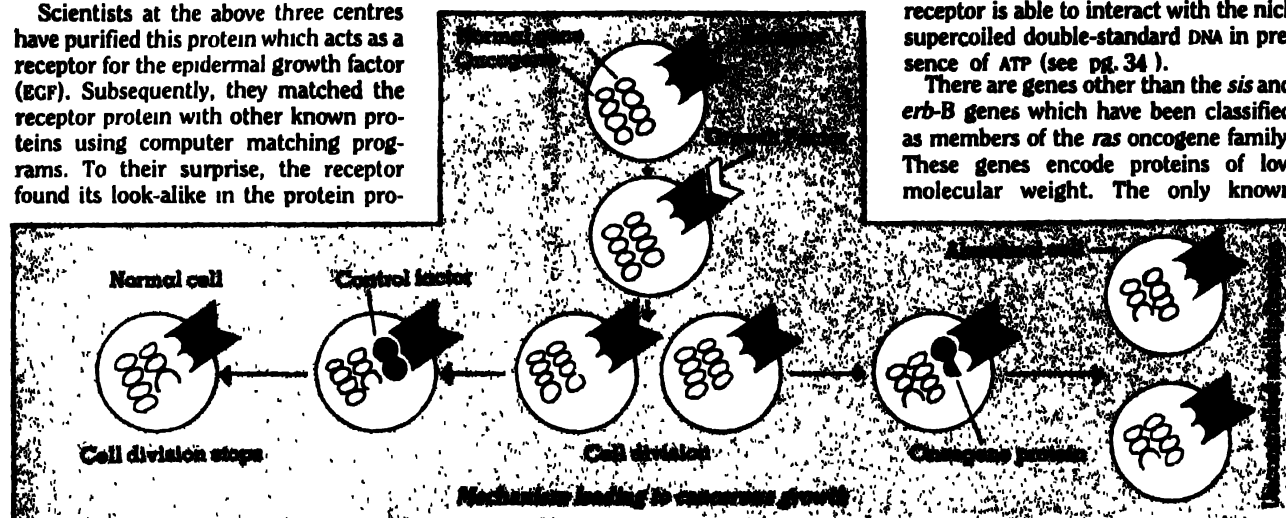 Scientists at the above three centres
have purified this protein which acts as a
receptor for the epidermal growth factor
(EGF). Subsequently, they matched the
receptor protein with other known pro-
teins using computer matching prog-
rams. To their surprise, the receptor
found its look-alike in the protein pro-
receptor is able to interact with the nick
supercoiled double-standard DNA in pre
sence of ATP (see pg. 34 ).
There are genes other than the sis and
erb-B genes which have been classified
as members of the ras oncogene family.
These genes encode proteins of low
molecular weight. The only known
Normal gene
Oncogene
Normal cell
Control factor
Cell division stops
Cell division
Oncogene protein
Mechanism leading to cancerous growth